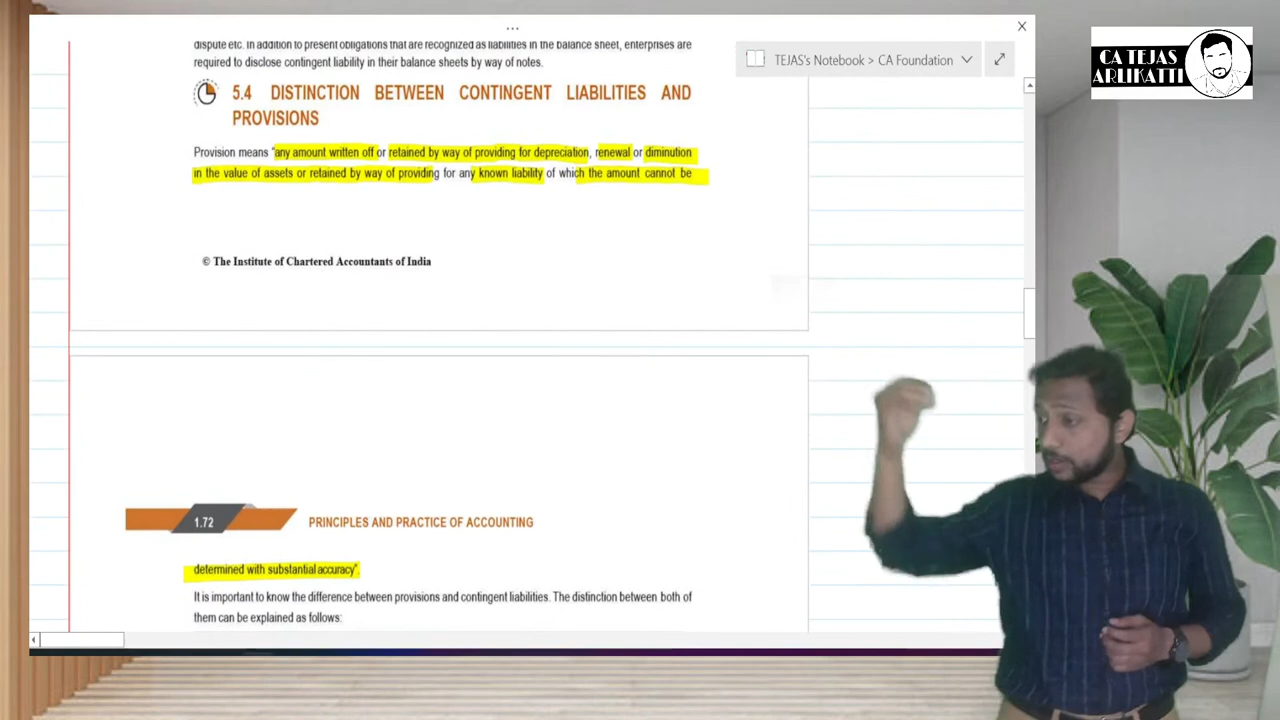 ...
X
CA TEJAS
ARLIKATTI
TEJAS's Notebook > CA Foundation
dispute etc. In addition to present obligations that are recognized as liabilities in the balance sheet, enterprises are
required to disclose contingent liability in their balance sheets by way of notes.
5.4 DISTINCTION BETWEEN CONTINGENT LIABILITIES AND
PROVISIONS
Provision means "any amount written off or retained by way of providing for depreciation, renewal or diminution
in the value of assets or retained by way of providing for any known liability of which the amount cannot be
© The Institute of Chartered Accountants of India
1.72 PRINCIPLES AND PRACTICE OF ACCOUNTING
determined with substantial accuracy".
It is important to know the difference between provisions and contingent liabilities. The distinction between both of
them can be explained as follows: